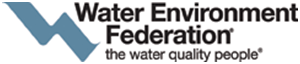 Water Environment
Federation®
the water quality people®